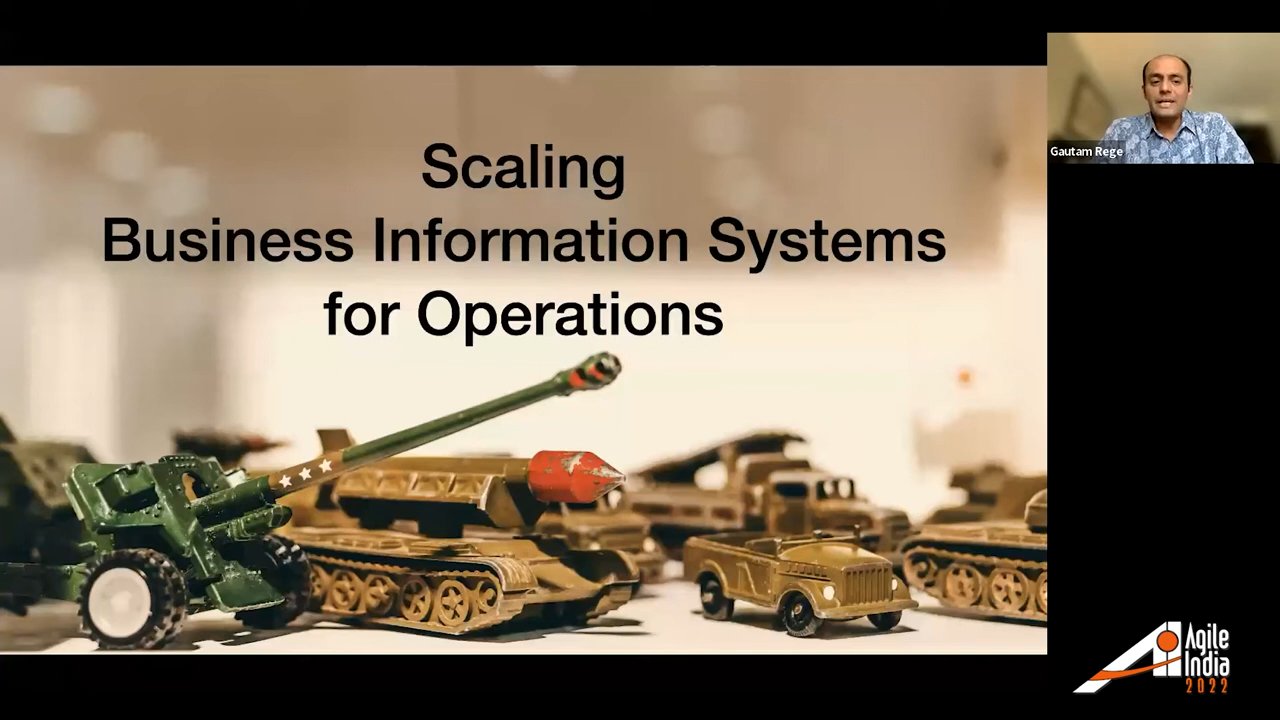 Scaling
Business Information Systems
for Operations
Gautam Rege
Agile
India
2022